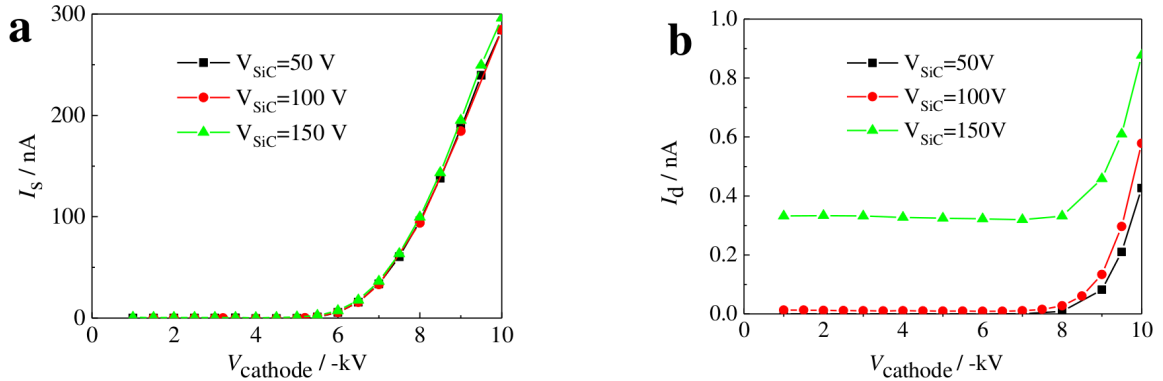 a
300
200
100
0
I_s / nA
V_SiC=50 V
V_SiC=100 V
V_SiC=150 V
0 2 4 6 8 10
V_cathode / -kV
b
1.0
0.8
0.6
0.4
0.2
0.0
I_d / nA
V_SiC=50V
V_SiC=100V
V_SiC=150V
0 2 4 6 8 10
V_cathode / -kV